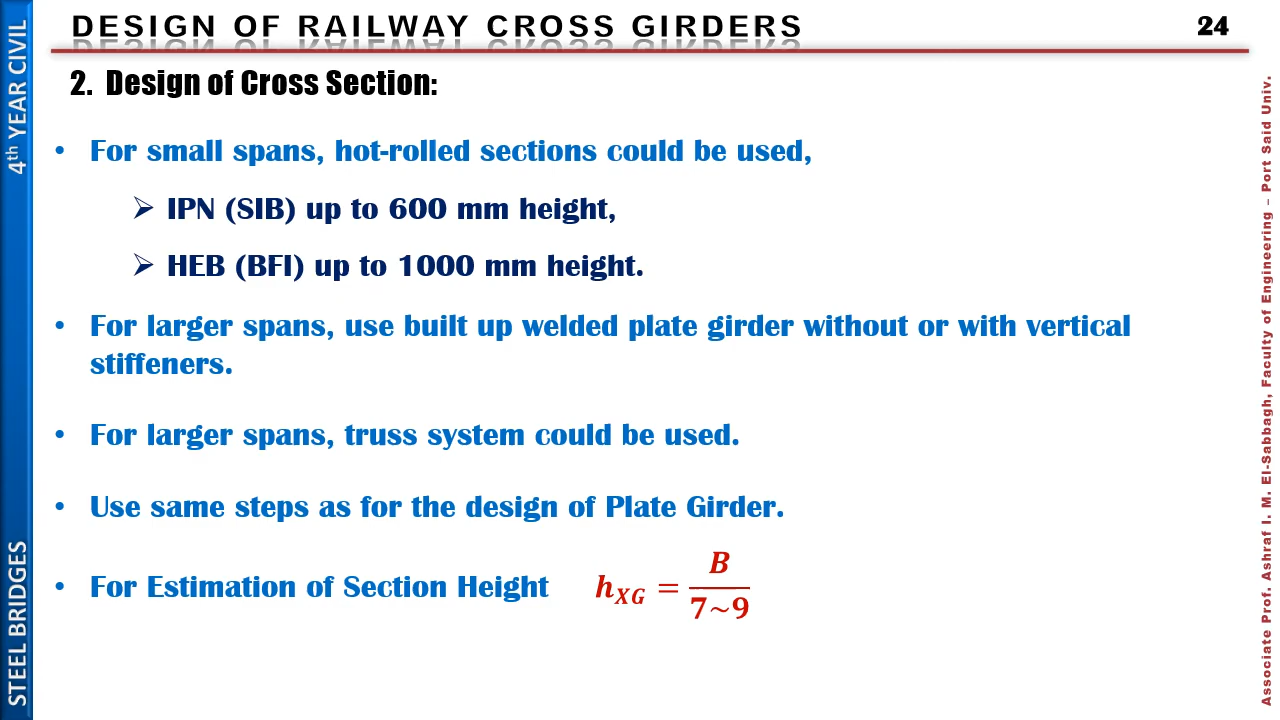 DESIGN OF RAILWAY CROSS GIRDERS
24
2. Design of Cross Section:
• For small spans, hot-rolled sections could be used,
➢ IPN (SIB) up to 600 mm height,
➢ HEB (BFI) up to 1000 mm height.
• For larger spans, use built up welded plate girder without or with vertical
stiffeners.
• For larger spans, truss system could be used.
• Use same steps as for the design of Plate Girder.
• For Estimation of Section Height h_XG = B / 7~9
STEEL BRIDGES 4th YEAR CIVIL
Associate Prof. Ashraf I. M. El-Sabbagh, Faculty of Engineering – Port Said Univ.